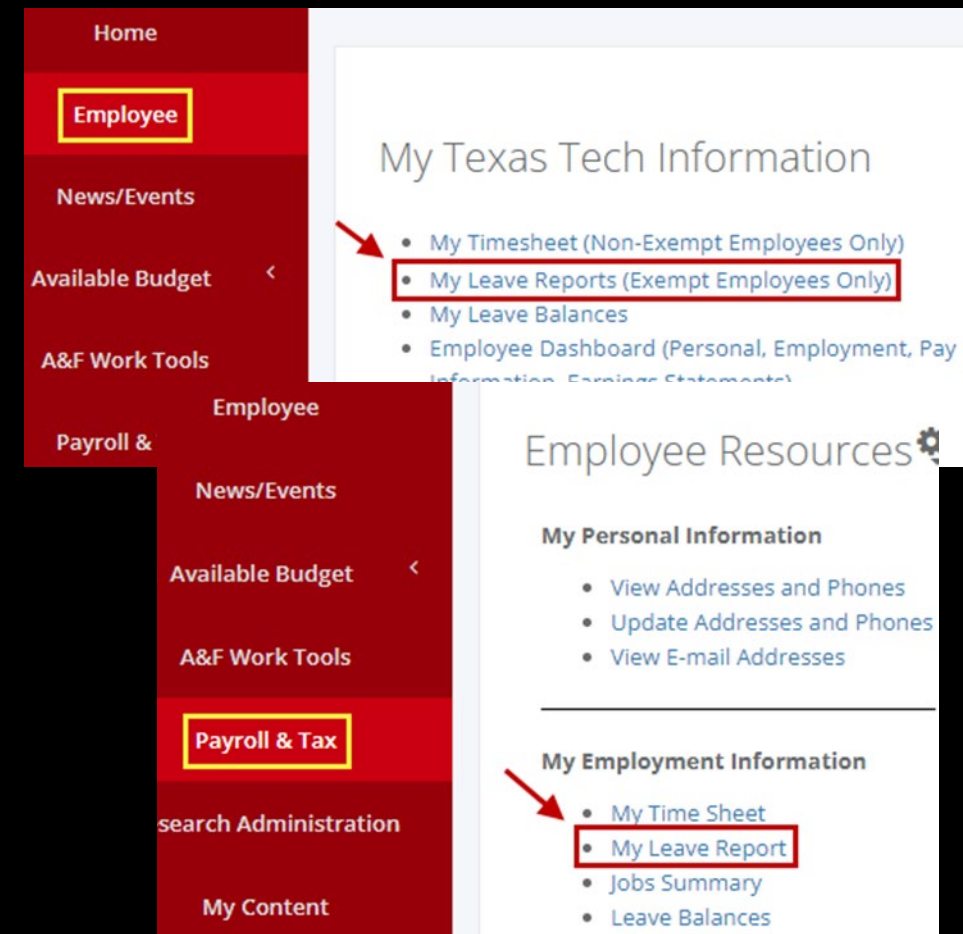 Home
Employee
News/Events
Available Budget
A&F Work Tools
Payroll &
My Texas Tech Information
My Timesheet (Non-Exempt Employees Only)
My Leave Reports (Exempt Employees Only)
My Leave Balances
Employee Dashboard (Personal, Employment, Pay
Information, Earnings Statements)
Employee
News/Events
Available Budget
A&F Work Tools
Payroll & Tax
search Administration
My Content
Employee Resources
My Personal Information
View Addresses and Phones
Update Addresses and Phones
View E-mail Addresses
My Employment Information
My Time Sheet
My Leave Report
Jobs Summary
Leave Balances